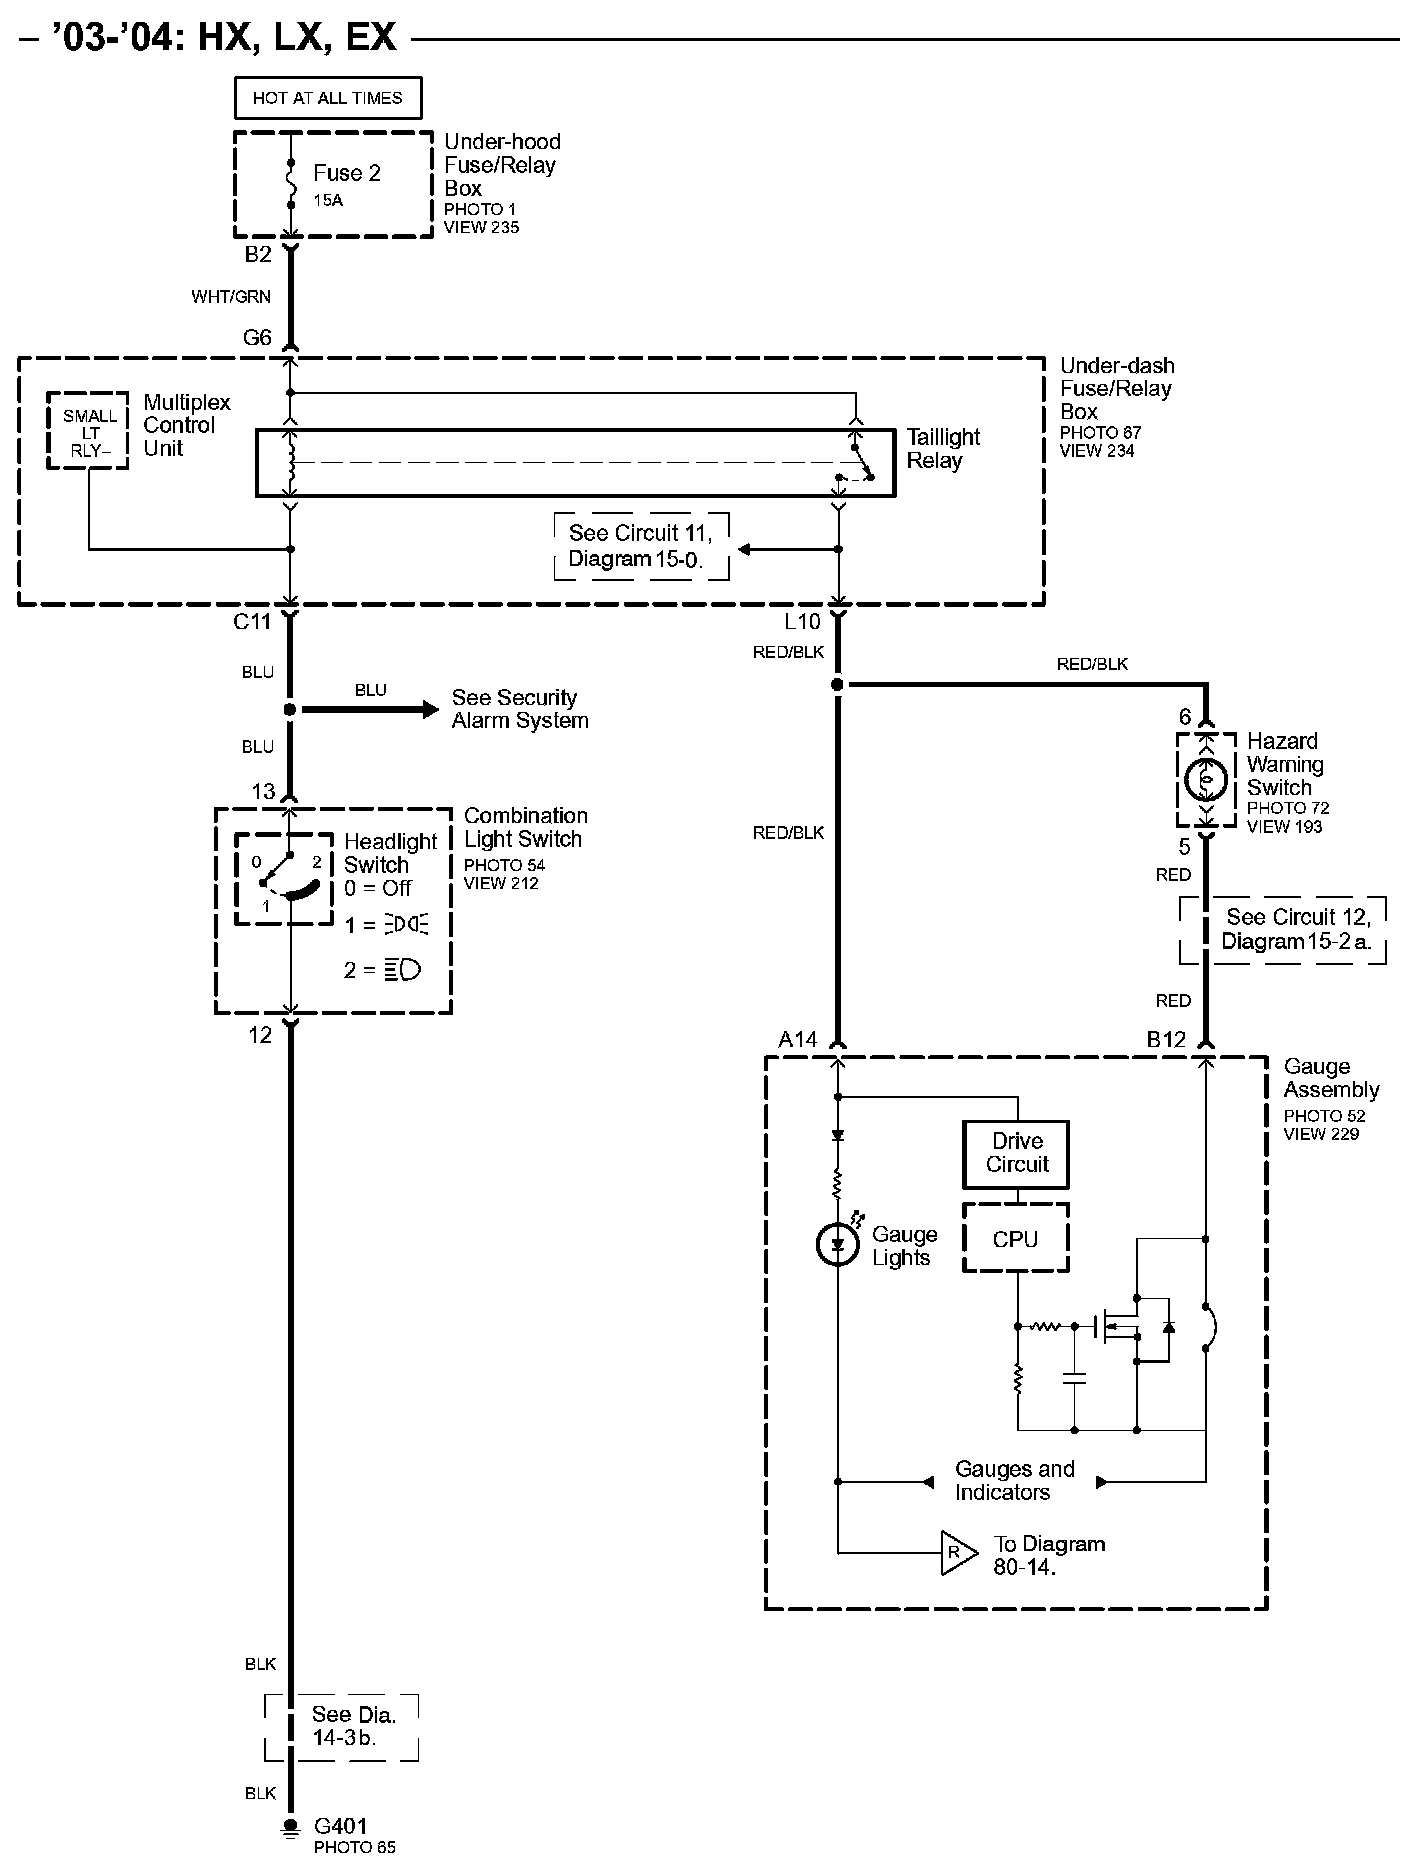 – ’03-’04: HX, LX, EX
HOT AT ALL TIMES
Fuse 2
15A
Under-hood
Fuse/Relay
Box
PHOTO 1
VIEW 235
B2
WHT/GRN
G6
SMALL
LT
RLY–
Multiplex
Control
Unit
Taillight
Relay
Under-dash
Fuse/Relay
Box
PHOTO 67
VIEW 234
See Circuit 11,
Diagram 15-0.
C11
L10
BLU
RED/BLK
RED/BLK
BLU
See Security
Alarm System
BLU
13
6
Hazard
Warning
Switch
PHOTO 72
VIEW 193
5
Combination
Light Switch
PHOTO 54
VIEW 212
0
2
1
Headlight
Switch
0 = Off
1 =
2 =
RED/BLK
RED
See Circuit 12,
Diagram 15-2a.
RED
12
A14
B12
Gauge
Assembly
PHOTO 52
VIEW 229
Drive
Circuit
CPU
Gauge
Lights
Gauges and
Indicators
R
To Diagram
80-14.
BLK
See Dia.
14-3b.
BLK
G401
PHOTO 65